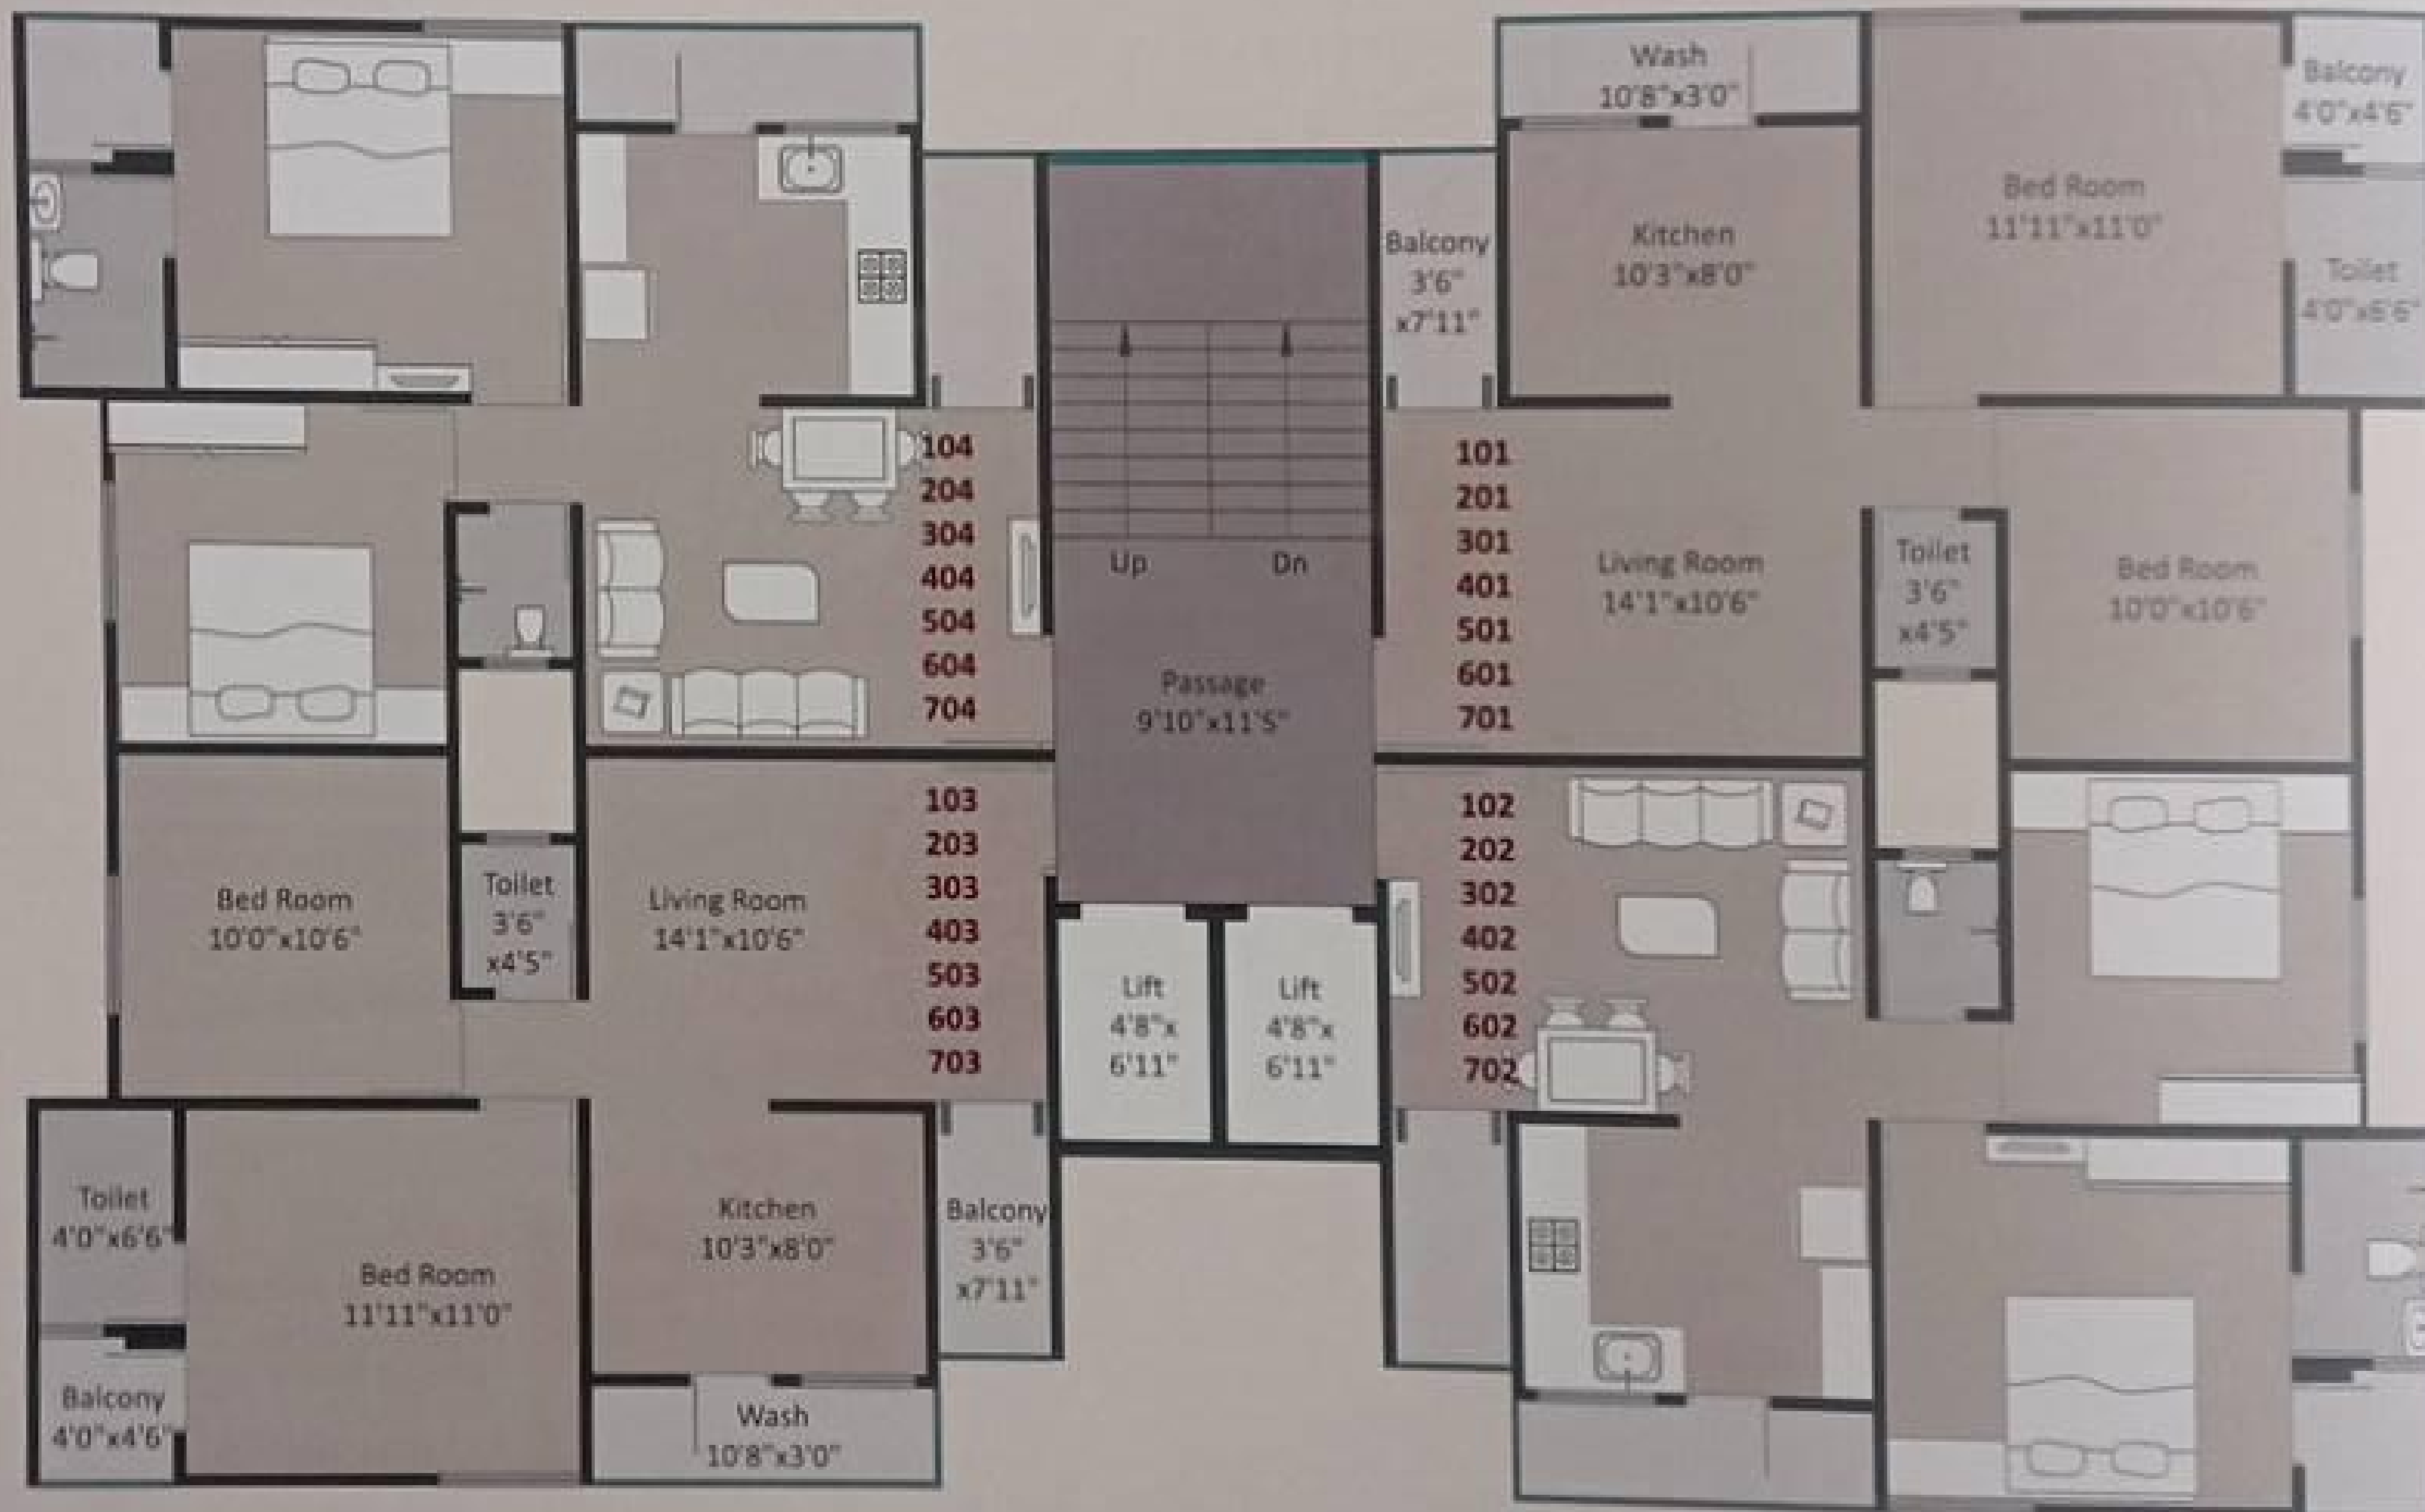 Wash
10'8"x3'0"
Balcony
4'0"x4'6"
Bed Room
11'11"x11'0"
Kitchen
10'3"x8'0"
Balcony
3'6"
x7'11"
Toilet
4'0"x6'6"
104
204
304
404
504
604
704
Up
Dn
Passage
9'10"x11'5"
101
201
301
401
501
601
701
Living Room
14'1"x10'6"
Toilet
3'6"
x4'5"
Bed Room
10'0"x10'6"
Bed Room
10'0"x10'6"
Toilet
3'6"
x4'5"
Living Room
14'1"x10'6"
103
203
303
403
503
603
703
Lift
4'8"x
6'11"
Lift
4'8"x
6'11"
102
202
302
402
502
602
702
Toilet
4'0"x6'6"
Bed Room
11'11"x11'0"
Kitchen
10'3"x8'0"
Balcony
3'6"
x7'11"
Balcony
4'0"x4'6"
Wash
10'8"x3'0"